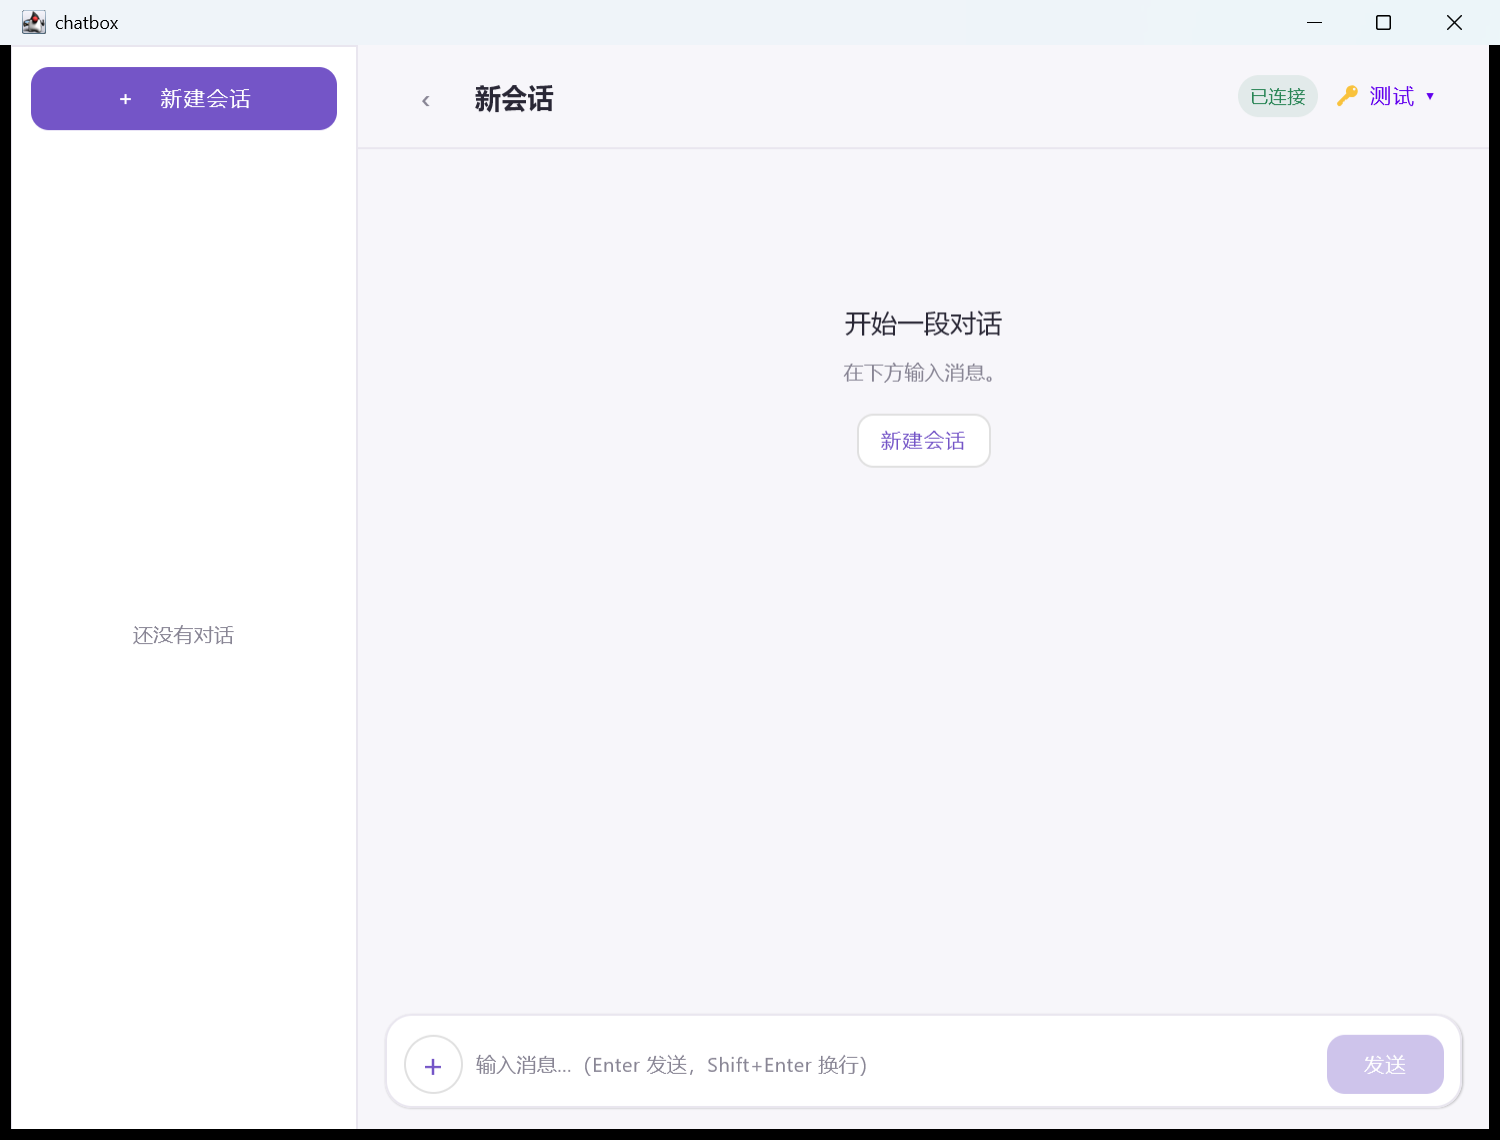 chatbox
+ 新建会话
‹ 新会话
已连接 🔑 测试 ▾
开始一段对话
在下方输入消息。
新建会话
还没有对话
+ 输入消息... (Enter 发送，Shift+Enter 换行) 发送